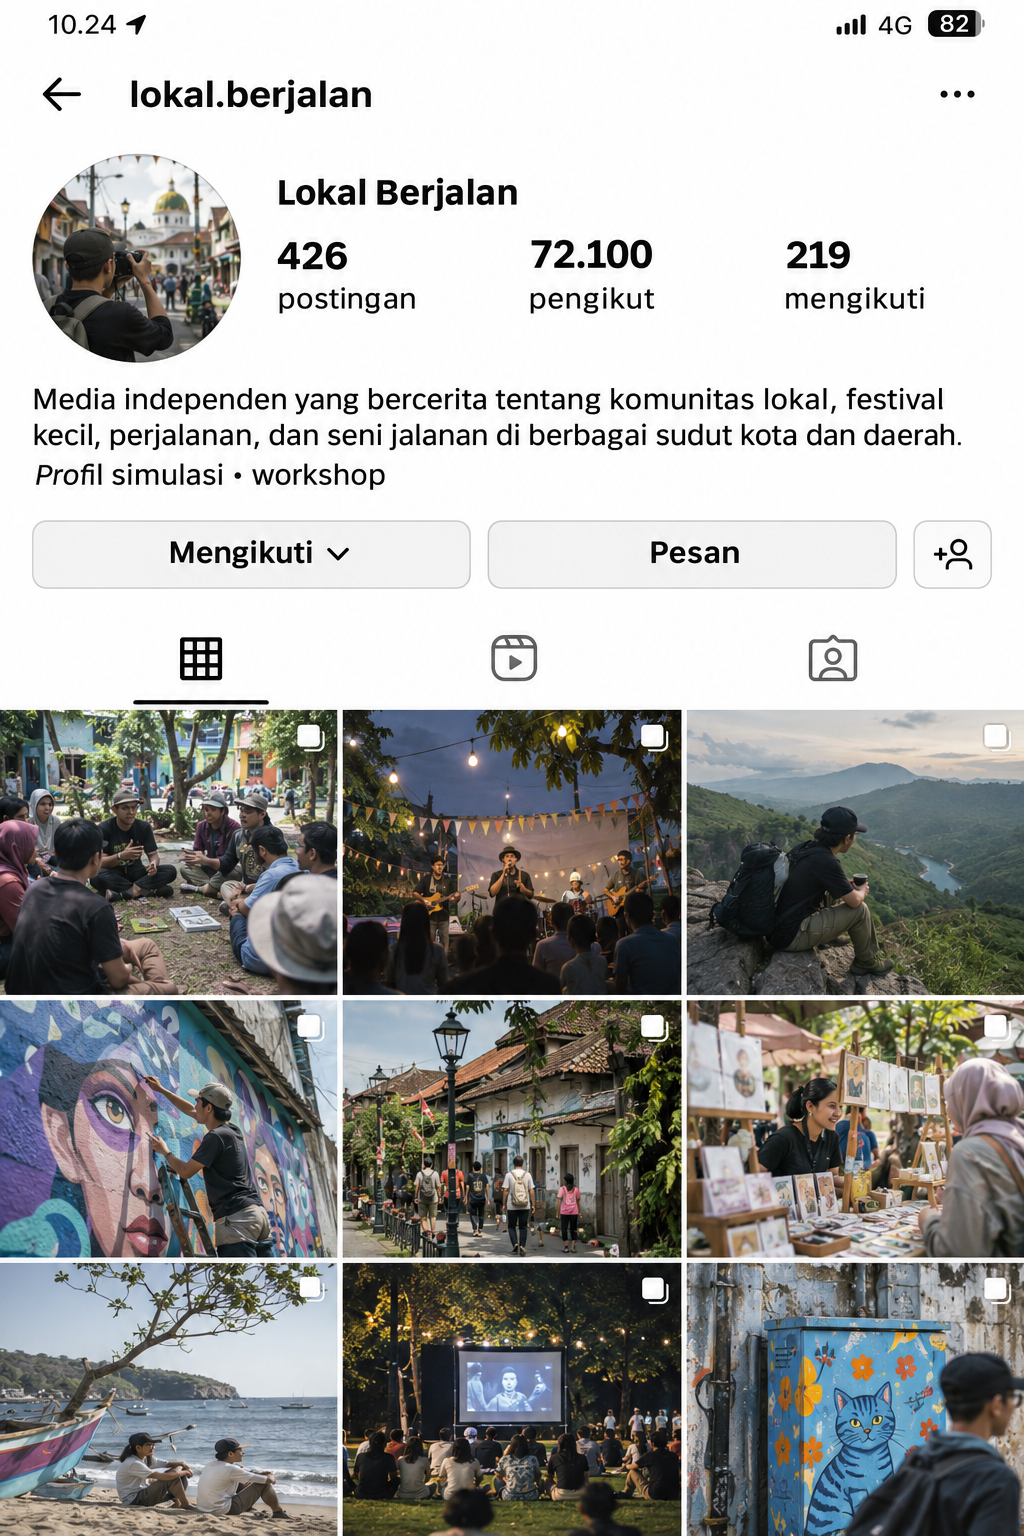 10.24
4G 82
lokal.berjalan
Lokal Berjalan
426 72.100 219
postingan pengikut mengikuti
Media independen yang bercerita tentang komunitas lokal, festival
kecil, perjalanan, dan seni jalanan di berbagai sudut kota dan daerah.
Profil simulasi • workshop
Mengikuti
Pesan